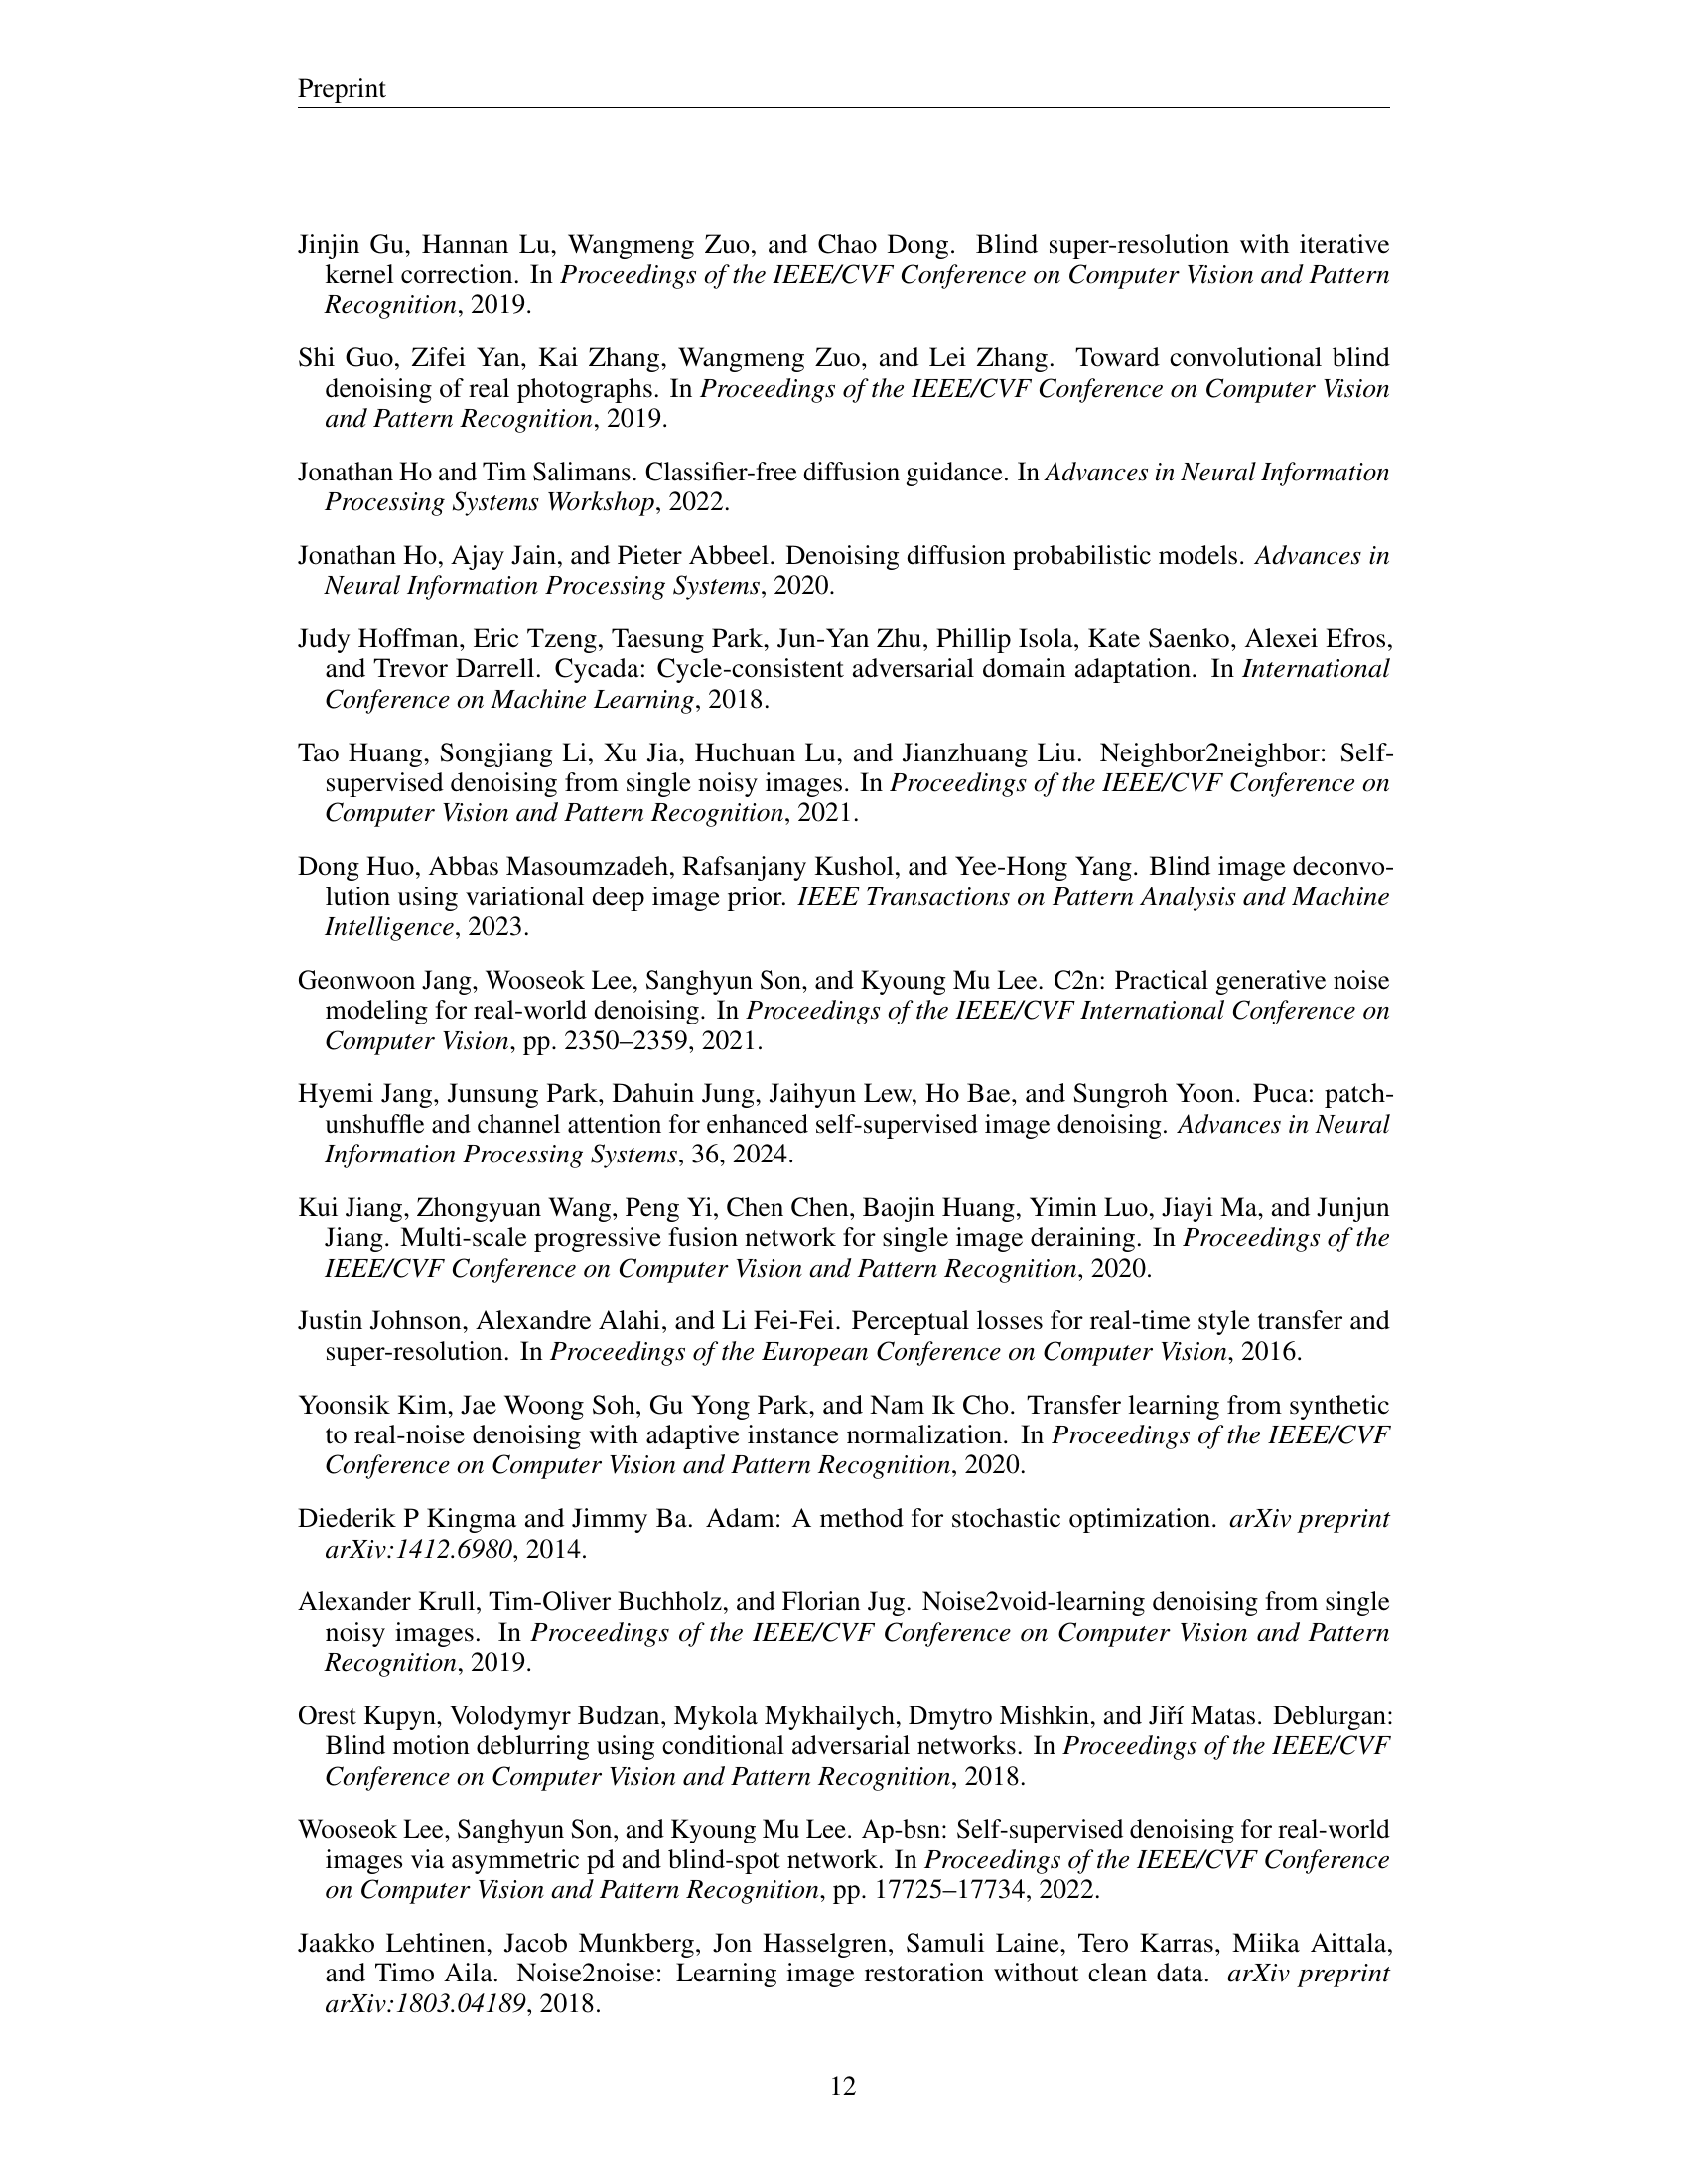 Preprint
Jinjin Gu, Hannan Lu, Wangmeng Zuo, and Chao Dong. Blind super-resolution with iterative
kernel correction. In Proceedings of the IEEE/CVF Conference on Computer Vision and Pattern
Recognition, 2019.
Shi Guo, Zifei Yan, Kai Zhang, Wangmeng Zuo, and Lei Zhang. Toward convolutional blind
denoising of real photographs. In Proceedings of the IEEE/CVF Conference on Computer Vision
and Pattern Recognition, 2019.
Jonathan Ho and Tim Salimans. Classifier-free diffusion guidance. In Advances in Neural Information
Processing Systems Workshop, 2022.
Jonathan Ho, Ajay Jain, and Pieter Abbeel. Denoising diffusion probabilistic models. Advances in
Neural Information Processing Systems, 2020.
Judy Hoffman, Eric Tzeng, Taesung Park, Jun-Yan Zhu, Phillip Isola, Kate Saenko, Alexei Efros,
and Trevor Darrell. Cycada: Cycle-consistent adversarial domain adaptation. In International
Conference on Machine Learning, 2018.
Tao Huang, Songjiang Li, Xu Jia, Huchuan Lu, and Jianzhuang Liu. Neighbor2neighbor: Self-
supervised denoising from single noisy images. In Proceedings of the IEEE/CVF Conference on
Computer Vision and Pattern Recognition, 2021.
Dong Huo, Abbas Masoumzadeh, Rafsanjany Kushol, and Yee-Hong Yang. Blind image deconvo-
lution using variational deep image prior. IEEE Transactions on Pattern Analysis and Machine
Intelligence, 2023.
Geonwoon Jang, Wooseok Lee, Sanghyun Son, and Kyoung Mu Lee. C2n: Practical generative noise
modeling for real-world denoising. In Proceedings of the IEEE/CVF International Conference on
Computer Vision, pp. 2350–2359, 2021.
Hyemi Jang, Junsung Park, Dahuin Jung, Jaihyun Lew, Ho Bae, and Sungroh Yoon. Puca: patch-
unshuffle and channel attention for enhanced self-supervised image denoising. Advances in Neural
Information Processing Systems, 36, 2024.
Kui Jiang, Zhongyuan Wang, Peng Yi, Chen Chen, Baojin Huang, Yimin Luo, Jiayi Ma, and Junjun
Jiang. Multi-scale progressive fusion network for single image deraining. In Proceedings of the
IEEE/CVF Conference on Computer Vision and Pattern Recognition, 2020.
Justin Johnson, Alexandre Alahi, and Li Fei-Fei. Perceptual losses for real-time style transfer and
super-resolution. In Proceedings of the European Conference on Computer Vision, 2016.
Yoonsik Kim, Jae Woong Soh, Gu Yong Park, and Nam Ik Cho. Transfer learning from synthetic
to real-noise denoising with adaptive instance normalization. In Proceedings of the IEEE/CVF
Conference on Computer Vision and Pattern Recognition, 2020.
Diederik P Kingma and Jimmy Ba. Adam: A method for stochastic optimization. arXiv preprint
arXiv:1412.6980, 2014.
Alexander Krull, Tim-Oliver Buchholz, and Florian Jug. Noise2void-learning denoising from single
noisy images. In Proceedings of the IEEE/CVF Conference on Computer Vision and Pattern
Recognition, 2019.
Orest Kupyn, Volodymyr Budzan, Mykola Mykhailych, Dmytro Mishkin, and Jiří Matas. Deblurgan:
Blind motion deblurring using conditional adversarial networks. In Proceedings of the IEEE/CVF
Conference on Computer Vision and Pattern Recognition, 2018.
Wooseok Lee, Sanghyun Son, and Kyoung Mu Lee. Ap-bsn: Self-supervised denoising for real-world
images via asymmetric pd and blind-spot network. In Proceedings of the IEEE/CVF Conference
on Computer Vision and Pattern Recognition, pp. 17725–17734, 2022.
Jaakko Lehtinen, Jacob Munkberg, Jon Hasselgren, Samuli Laine, Tero Karras, Miika Aittala,
and Timo Aila. Noise2noise: Learning image restoration without clean data. arXiv preprint
arXiv:1803.04189, 2018.
12